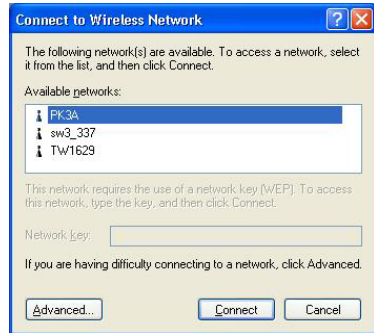 Connect to Wireless Network
The following network(s) are available. To access a network, select
it from the list, and then click Connect.
Available networks:
PK3A
sw3_337
TW1629
This network requires the use of a network key (WEP). To access
this network, type the key, and then click Connect.
Network key:
If you are having difficulty connecting to a network, click Advanced.
Advanced... Connect Cancel